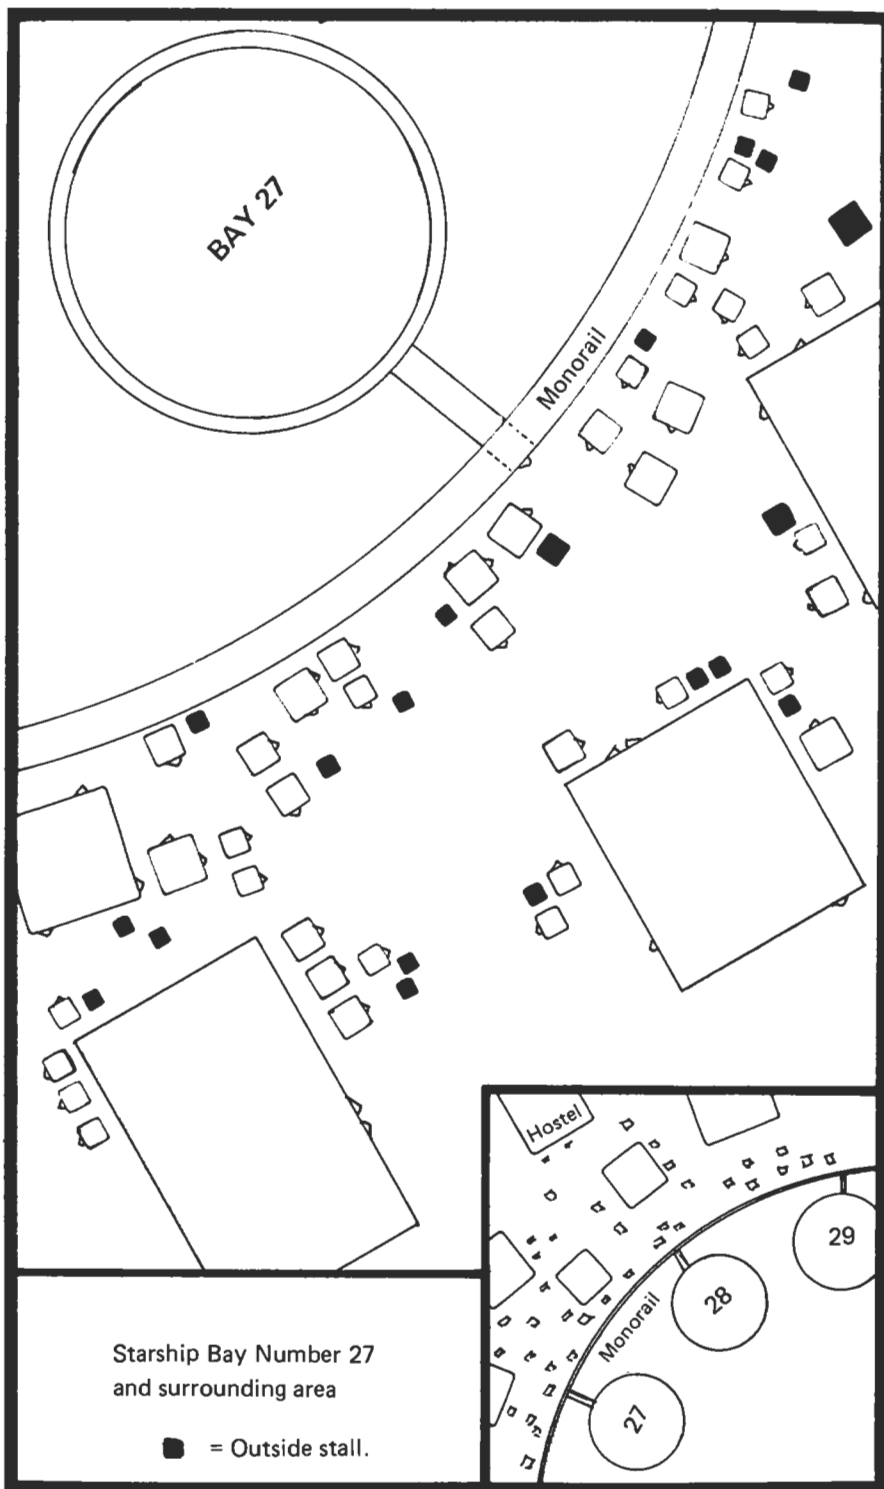 BAY 27
Monorail
Starship Bay Number 27
and surrounding area
= Outside stall.
Hostel
29
28
Monorail
27